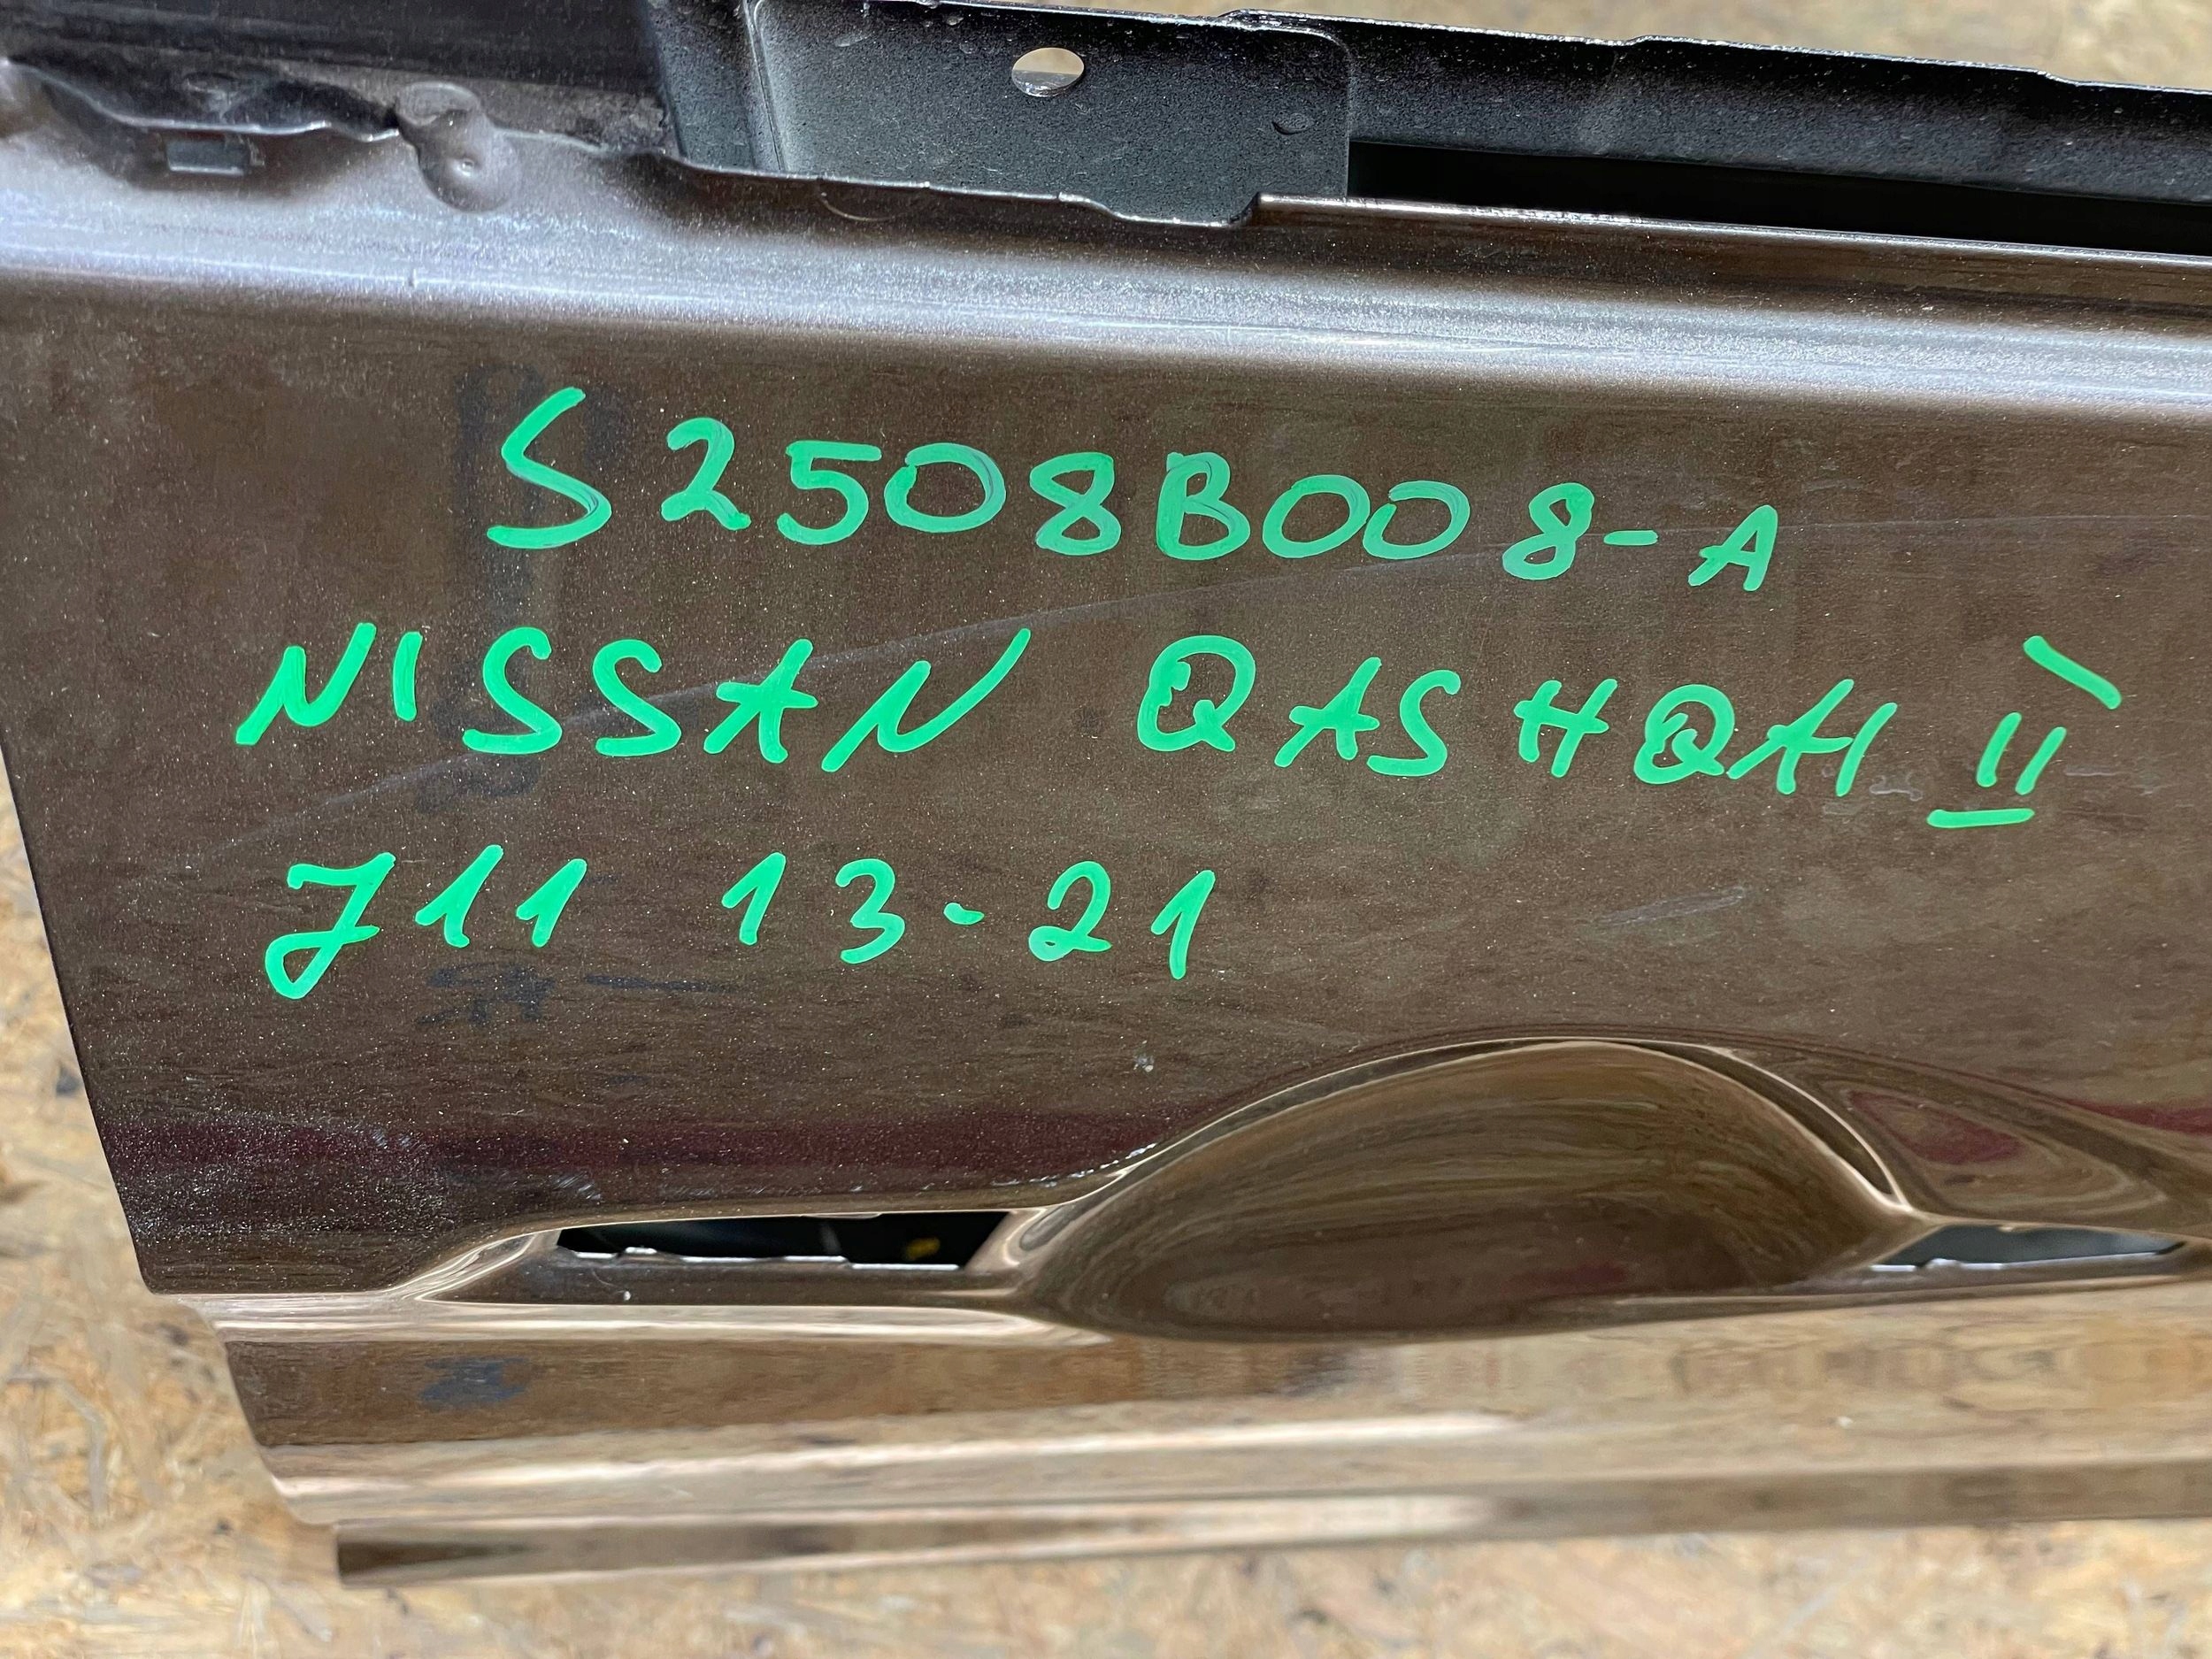 S2508B008-A
NISSAN QASHQAI II
J11 13-21